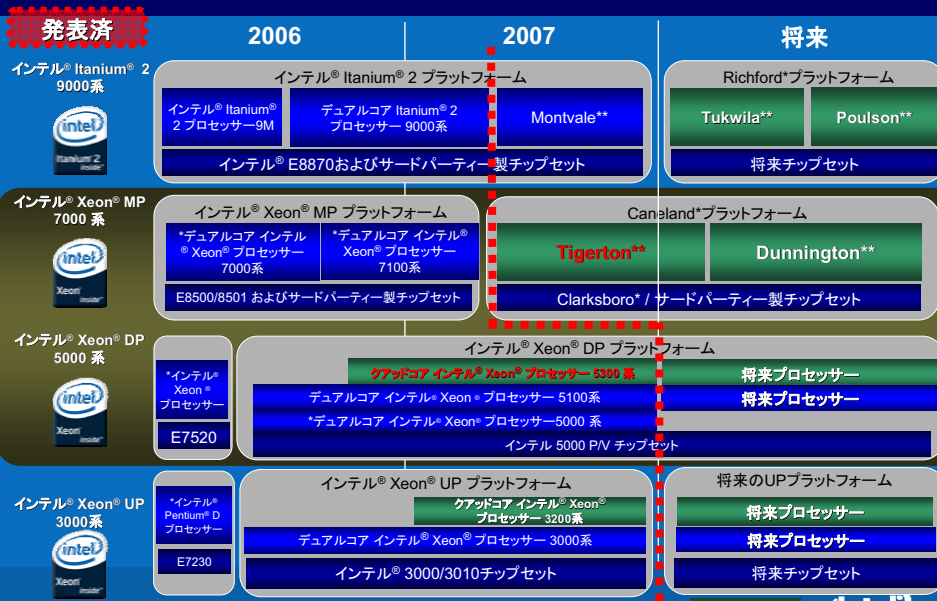 発表済
2006
2007
将来
インテル® Itanium® 2
9000系
intel
Itanium 2
inside™
インテル® Itanium® 2 プラットフォーム
インテル® Itanium®
2 プロセッサー9M
デュアルコア Itanium® 2
プロセッサー 9000系
Montvale**
インテル® E8870およびサードパーティー製チップセット
Richford*プラットフォーム
Tukwila**
Poulson**
将来チップセット
インテル® Xeon® MP
7000 系
intel
Xeon
inside™
インテル® Xeon® MP プラットフォーム
*デュアルコア インテル
® Xeon® プロセッサー
7000系
*デュアルコア インテル®
Xeon® プロセッサー
7100系
E8500/8501 およびサードパーティー製チップセット
Caneland*プラットフォーム
Tigerton**
Dunnington**
Clarksboro* / サードパーティー製チップセット
インテル® Xeon® DP
5000 系
intel
Xeon
inside™
*インテル®
Xeon ®
プロセッサー
E7520
インテル® Xeon® DP プラットフォーム
クアッドコア インテル® Xeon® プロセッサー 5300 系
将来プロセッサー
デュアルコア インテル® Xeon ® プロセッサー 5100系
将来プロセッサー
*デュアルコア インテル® Xeon® プロセッサー5000 系
インテル 5000 P/V チップセット
インテル® Xeon® UP
3000系
intel
Xeon
inside™
*インテル®
Pentium® D
プロセッサー
E7230
インテル® Xeon® UP プラットフォーム
クアッドコア インテル® Xeon®
プロセッサー 3200系
デュアルコア インテル® Xeon® プロセッサー 3000系
インテル® 3000/3010チップセット
将来のUPプラットフォーム
将来プロセッサー
将来プロセッサー
将来チップセット